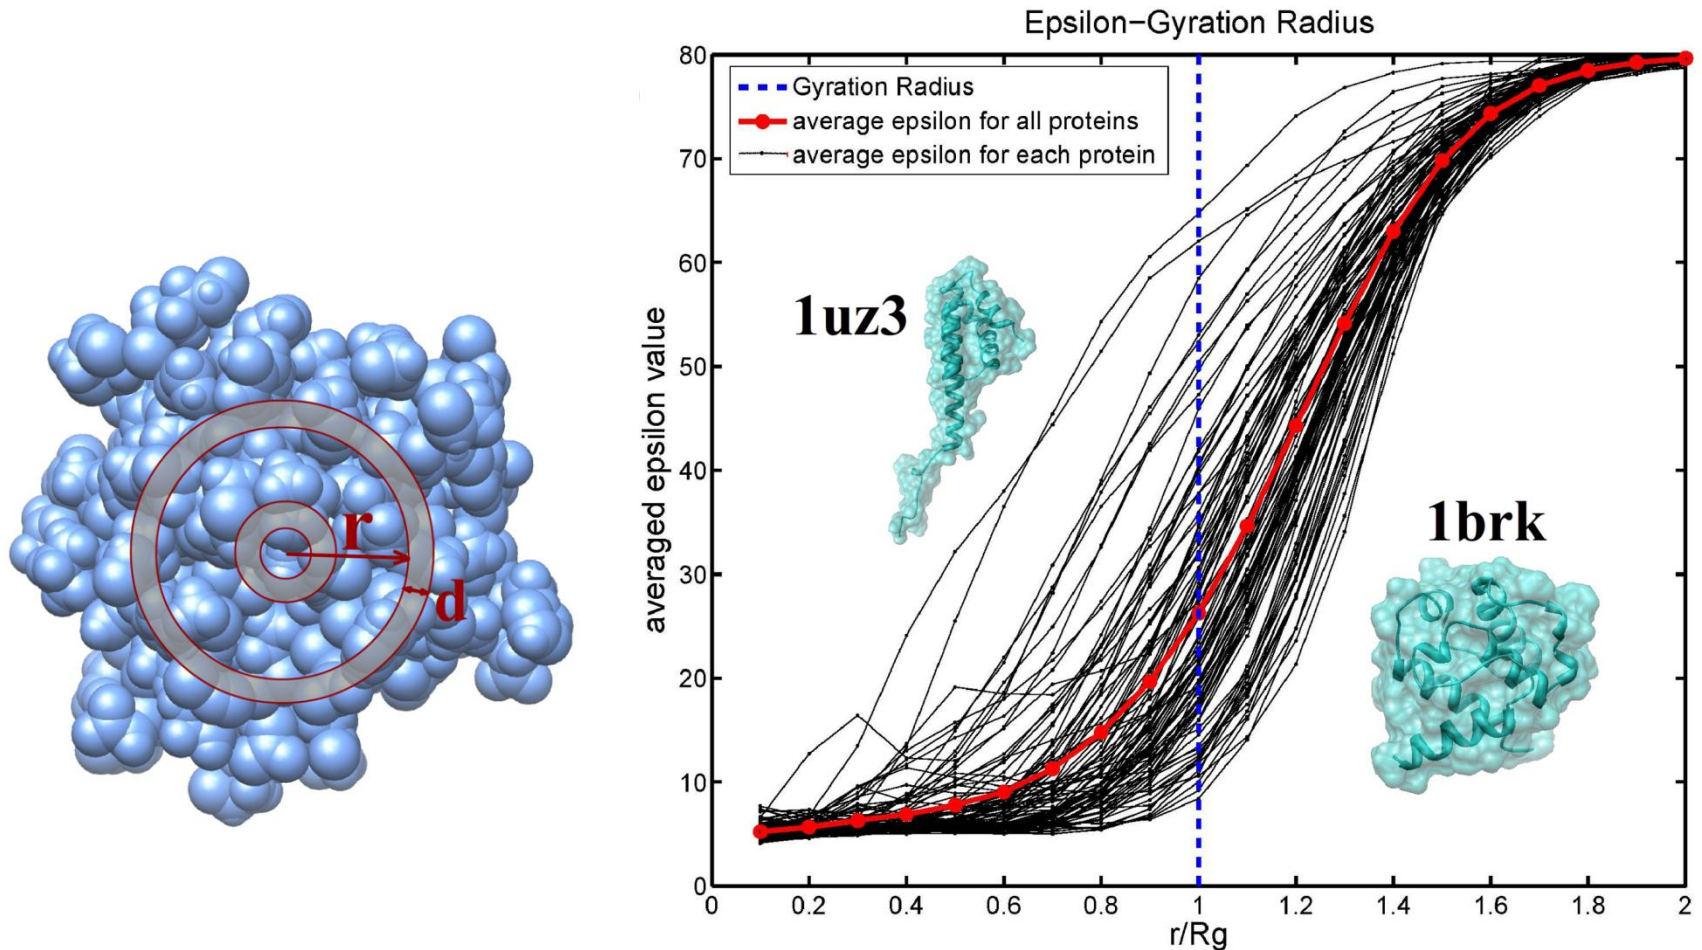 r
d
Epsilon−Gyration Radius
Gyration Radius
average epsilon for all proteins
average epsilon for each protein
averaged epsilon value
80
70
60
50
40
30
20
10
0
1uz3
1brk
0 0.2 0.4 0.6 0.8 1 1.2 1.4 1.6 1.8 2
r/Rg